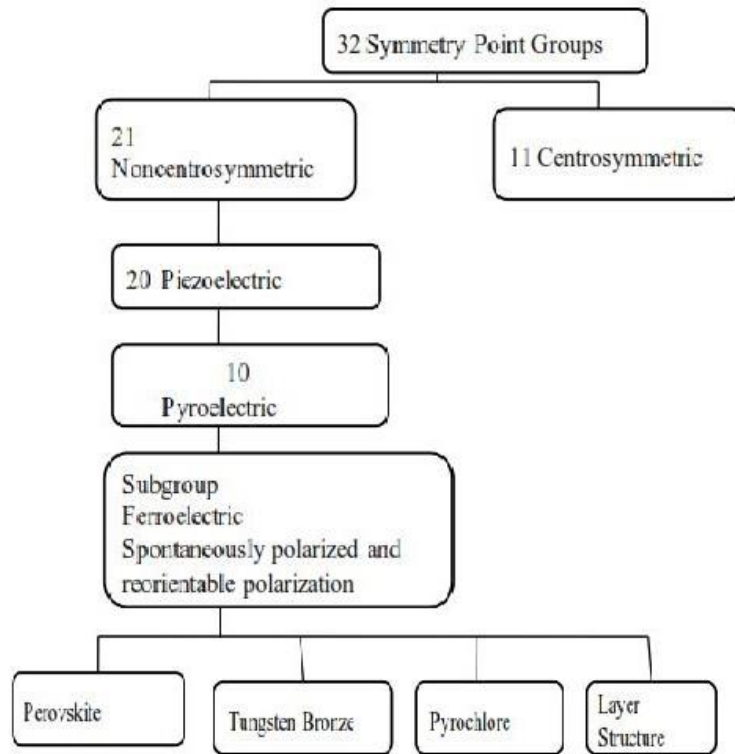 32 Symmetry Point Groups
21
Noncentrosymmetric
11 Centrosymmetric
20 Piezoelectric
10
Pyroelectric
Subgroup
Ferroelectric
Spontaneously polarized and
reorientable polarization
Perovskite
Tungsten Bronze
Pyrochlore
Layer
Structure